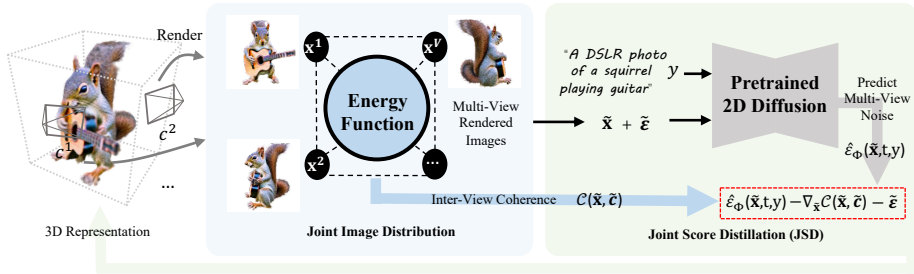 Render
c¹
c²
...
3D Representation
x¹
x^V
x²
...
Energy
Function
Multi-View
Rendered
Images
Inter-View Coherence 𝒞(x̃,c̃)
Joint Image Distribution
"A DSLR photo
of a squirrel
playing guitar"
y
x̃ + ε̃
Pretrained
2D Diffusion
Predict
Multi-View
Noise
ε̂_Φ(x̃,t,y)
ε̂_Φ(x̃,t,y) −∇_x̃ 𝒞(x̃,c̃) − ε̃
Joint Score Distillation (JSD)